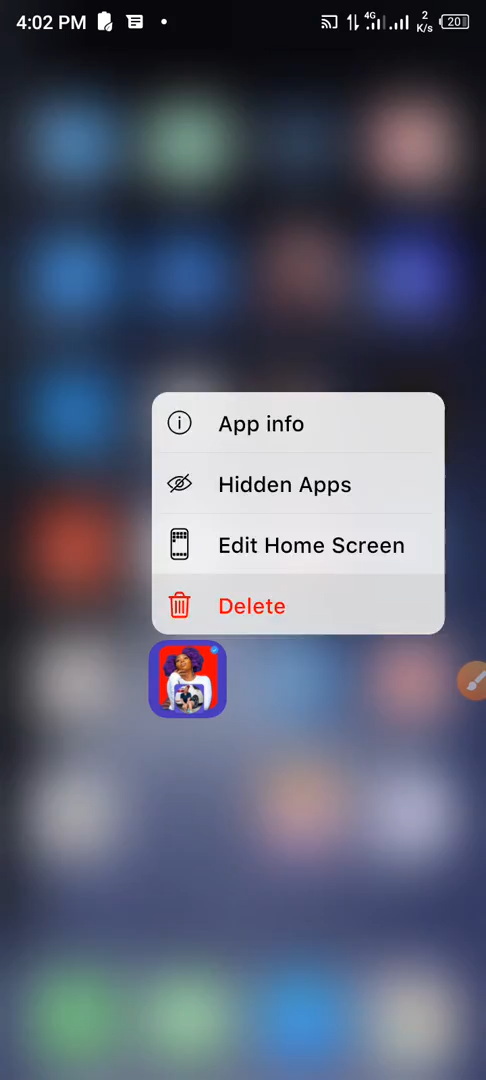 4:02 PM 4G 2 K/s 20
App info
Hidden Apps
Edit Home Screen
Delete